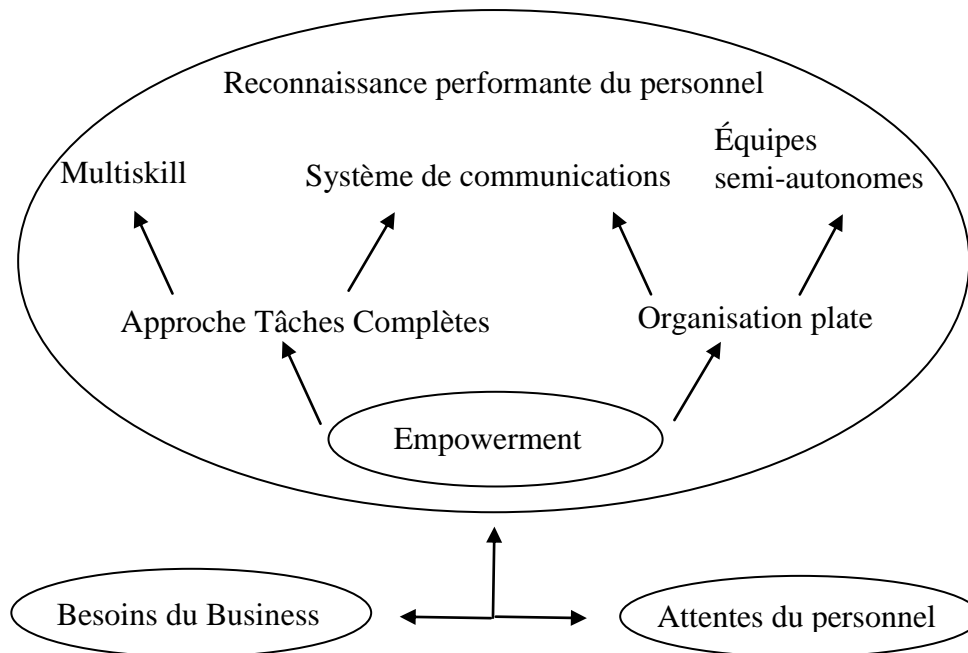 Reconnaissance performante du personnel
Multiskill
Système de communications
Équipes
semi-autonomes
Approche Tâches Complètes
Organisation plate
Empowerment
Besoins du Business
Attentes du personnel